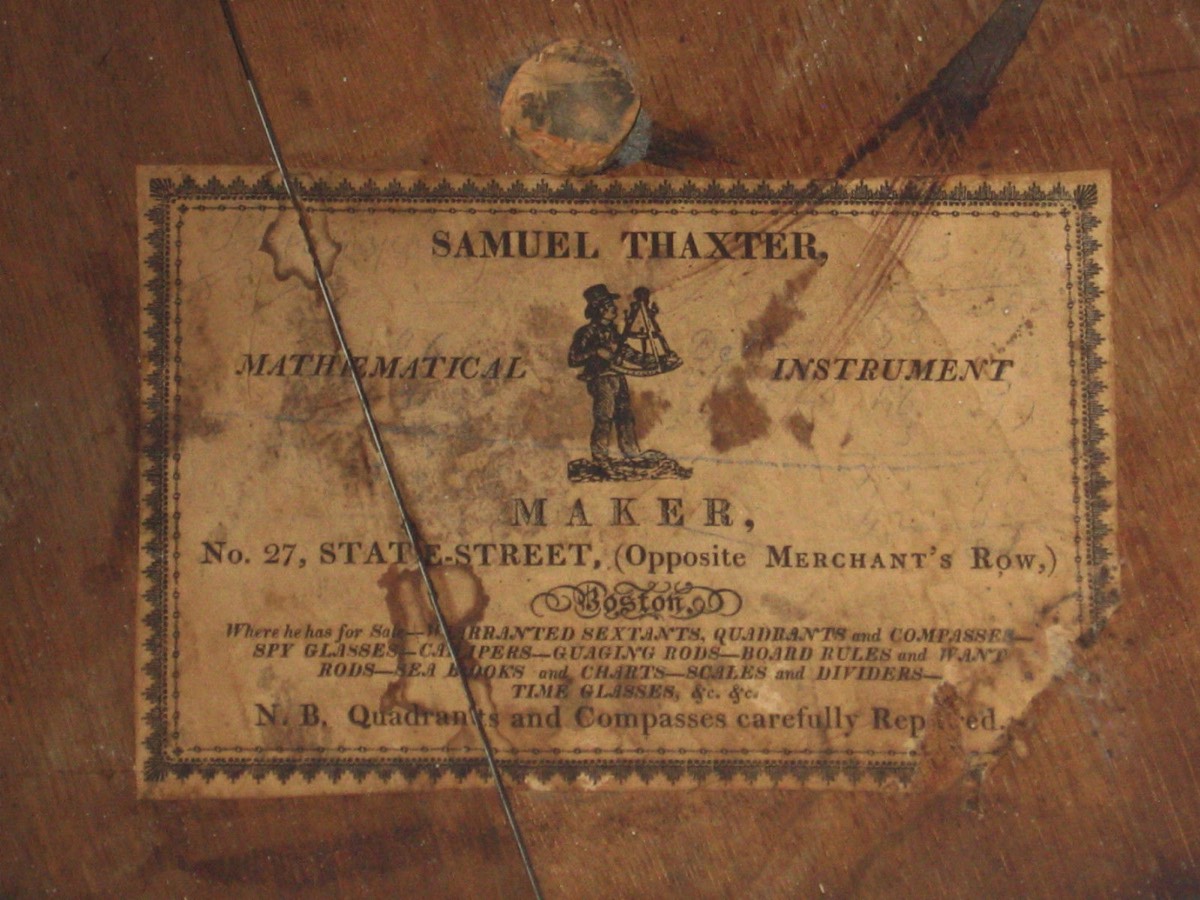 SAMUEL THAXTER,
MATHEMATICAL INSTRUMENT
MAKER,
No. 27, STATE-STREET, (Opposite MERCHANT'S ROW,)
Boston,
Where he has for Sale—WARRANTED SEXTANTS, QUADRANTS and COMPASSES—
SPY GLASSES—CALIPERS—GUAGING RODS—BOARD RULES and WANT
RODS—SEA BOOKS and CHARTS—SCALES and DIVIDERS—
TIME GLASSES, &c. &c.
N. B. Quadrants and Compasses carefully Repaired.